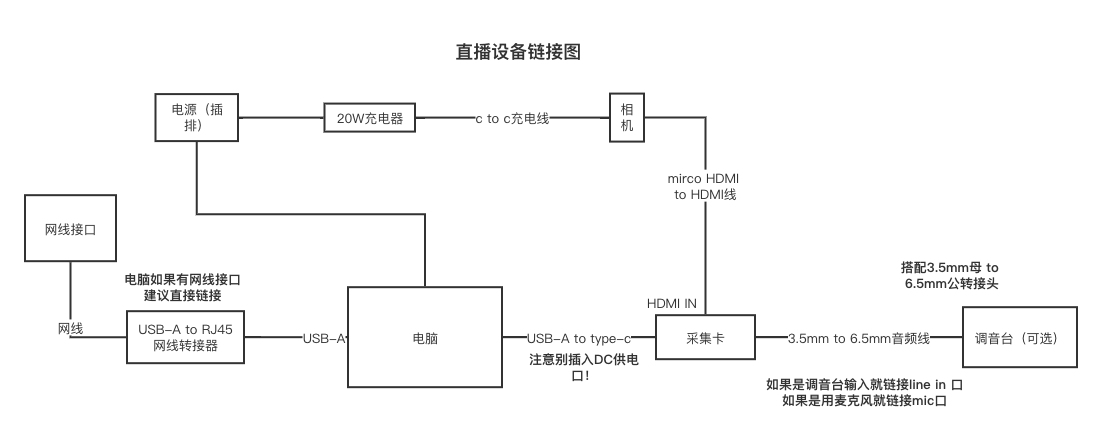 直播设备链接图
电源（插
排）
20W充电器
c to c充电线
相
机
mirco HDMI
to HDMI线
网线接口
电脑如果有网线接口
建议直接链接
搭配3.5mm母 to
6.5mm公转接头
HDMI IN
网线
USB-A to RJ45
网线转接器
USB-A
电脑
USB-A to type-c
注意别插入DC供电
口！
采集卡
3.5mm to 6.5mm音频线
调音台（可选）
如果是调音台输入就链接line in 口
如果是用麦克风就链接mic口